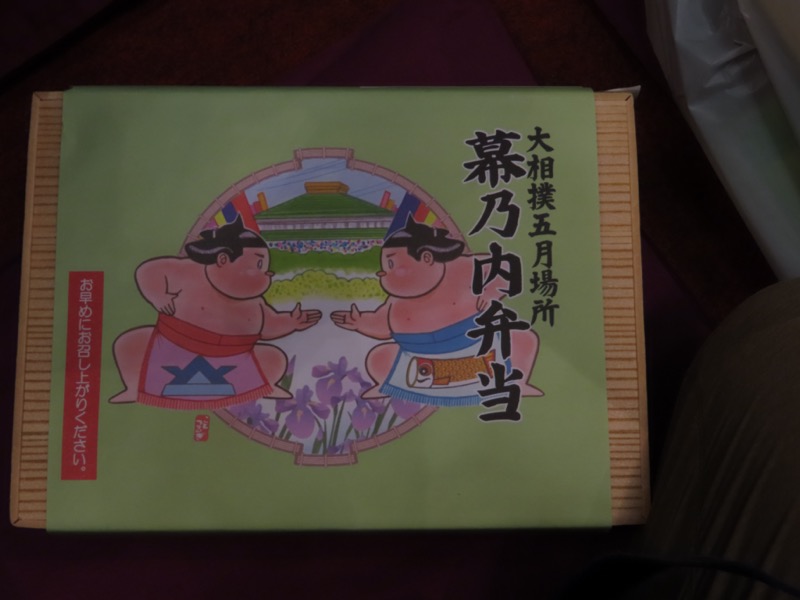 大相撲五月場所
幕乃内弁当
お早めにお召し上がりください。